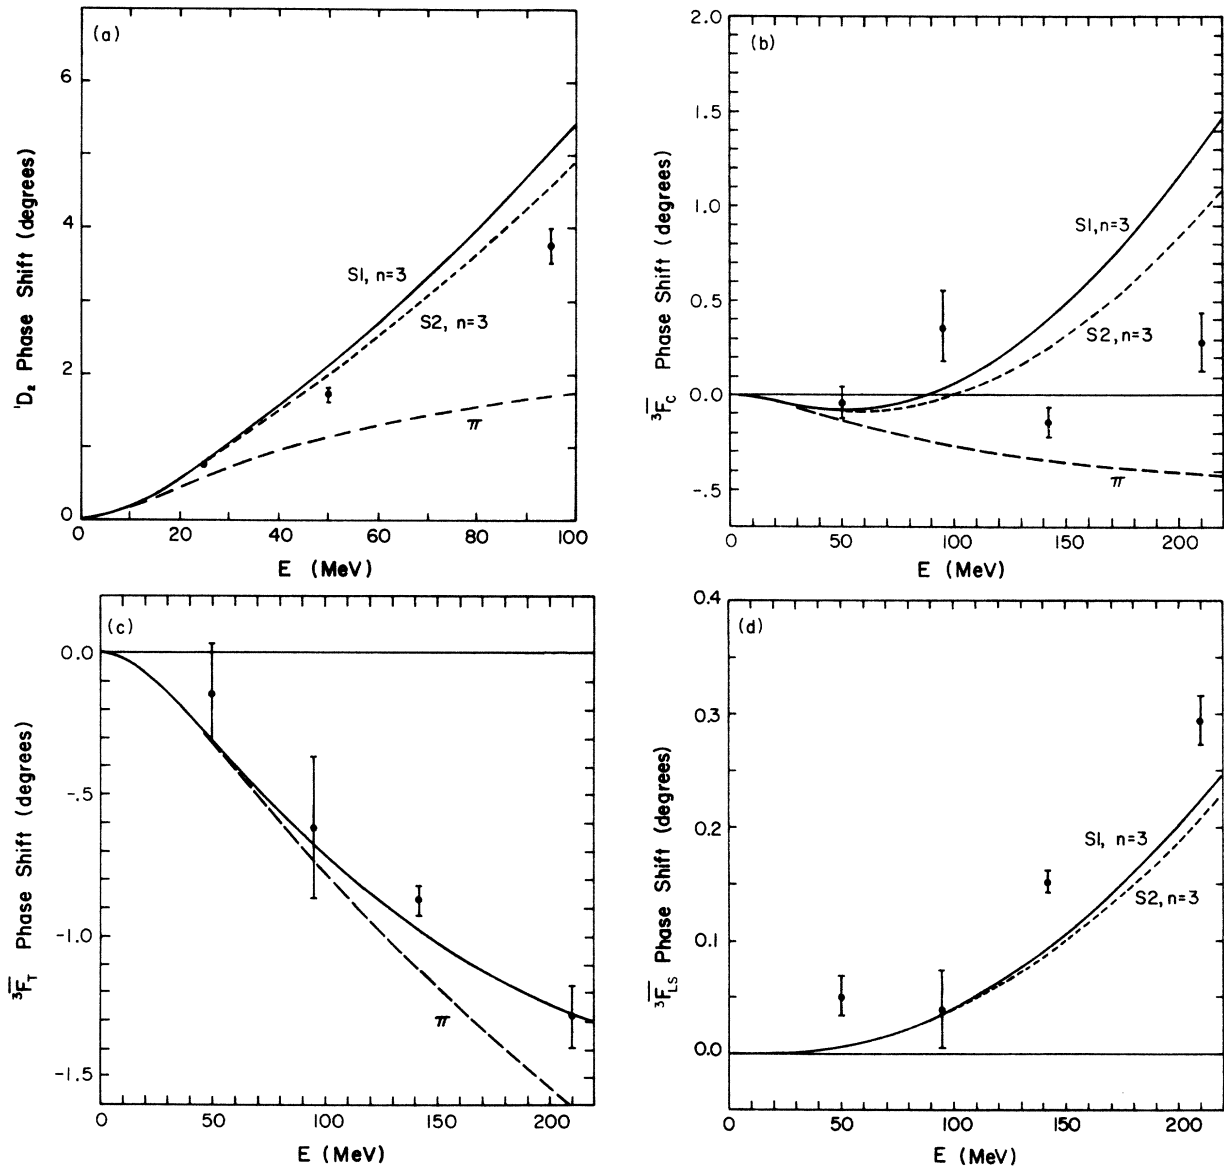 (a)
6
4
2
0
¹D₂ Phase Shift (degrees)
S1, n=3
S2, n=3
π
0 20 40 60 80 100
E (MeV)
(b)
2.0
1.5
1.0
0.5
0.0
-.5
³F̅_C Phase Shift (degrees)
S1, n=3
S2, n=3
π
0 50 100 150 200
E (MeV)
(c)
0.0
-.5
-1.0
-1.5
³F̅_T Phase Shift (degrees)
π
0 50 100 150 200
E (MeV)
(d)
0.4
0.3
0.2
0.1
0.0
³F̅_LS Phase Shift (degrees)
S1, n=3
S2, n=3
0 50 100 150 200
E (MeV)